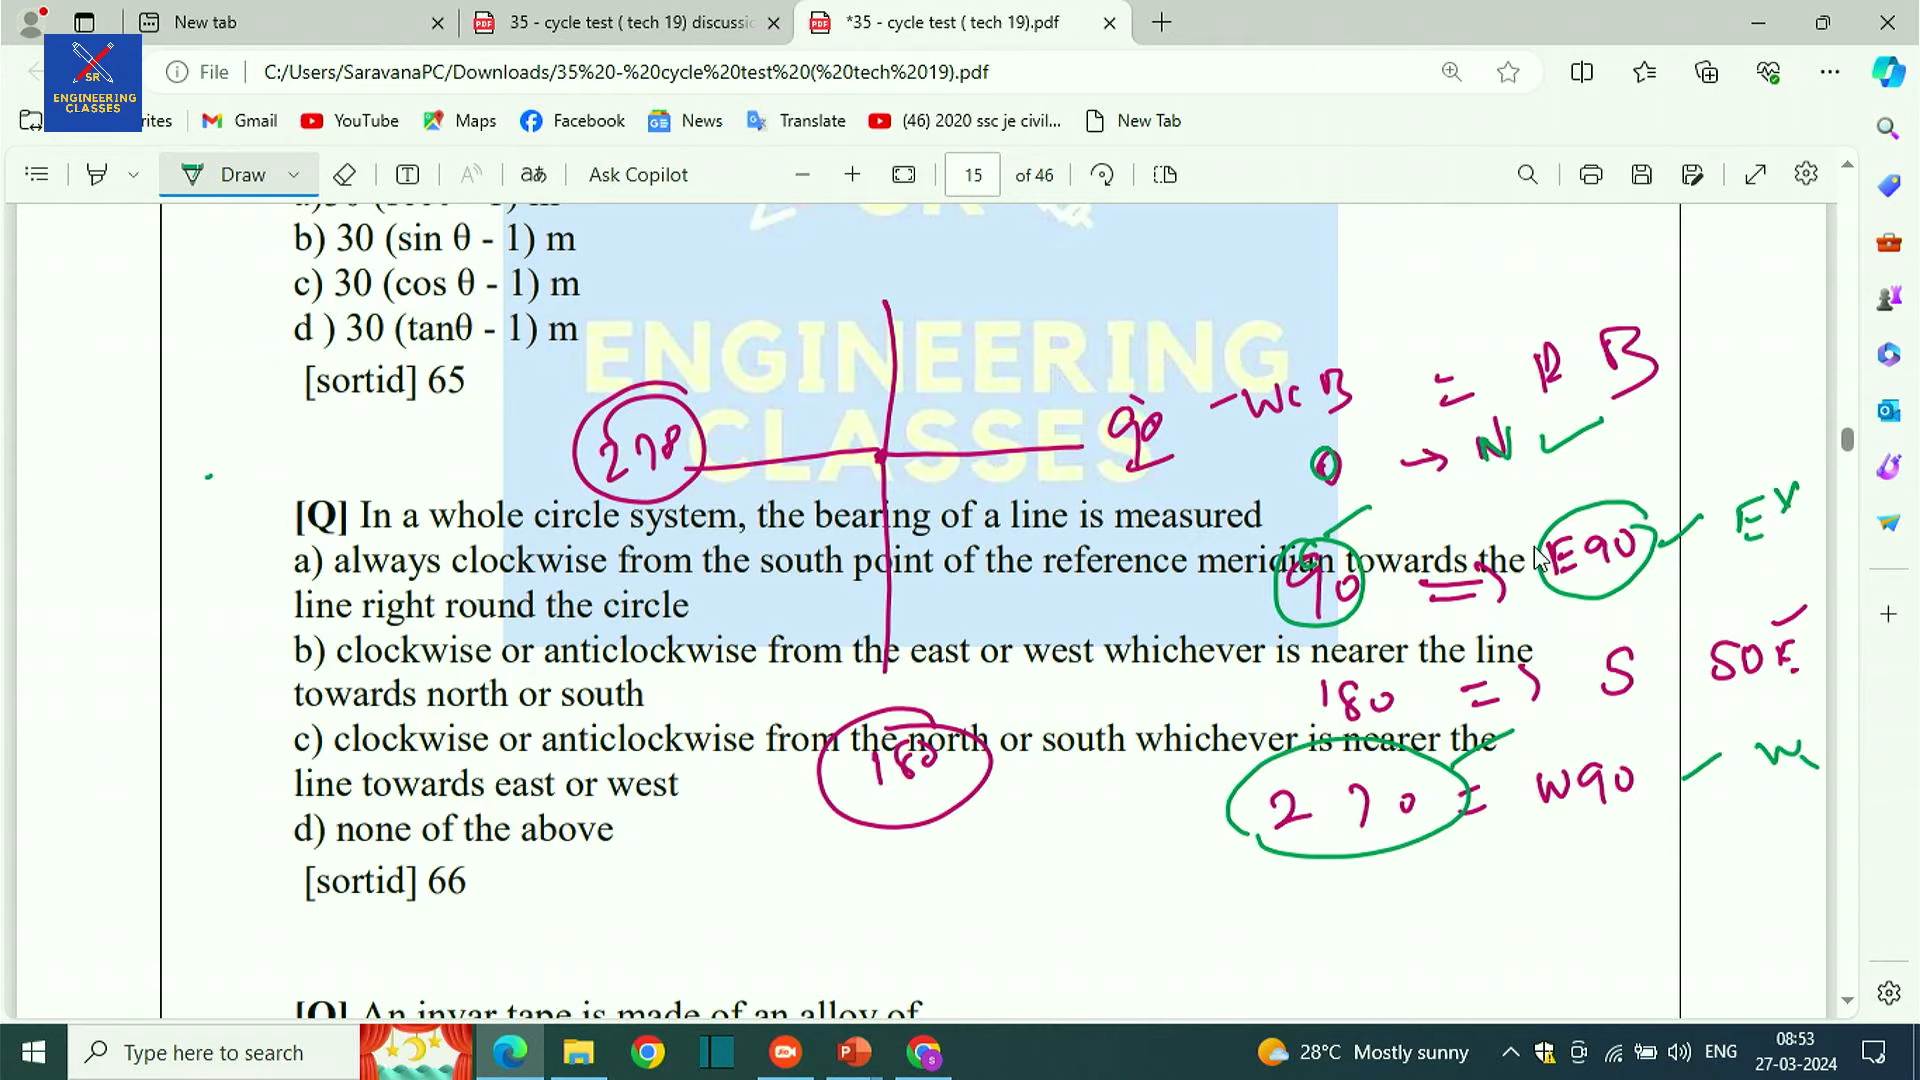 New tab
35 - cycle test ( tech 19) discussi
*35 - cycle test ( tech 19).pdf
File
C:/Users/SaravanaPC/Downloads/35%20-%20cycle%20test%20(%20tech%2019).pdf
SR
ENGINEERING
CLASSES
rites
Gmail
YouTube
Maps
Facebook
News
Translate
(46) 2020 ssc je civil...
New Tab
Draw
aあ
Ask Copilot
15
of 46
b) 30 (sin θ - 1) m
c) 30 (cos θ - 1) m
d ) 30 (tanθ - 1) m
[sortid] 65
ENGINEERING
CLASSES
90 - WCB = RB
270
0 → N
[Q] In a whole circle system, the bearing of a line is measured
a) always clockwise from the south point of the reference meridian towards the
line right round the circle
90 => E90
b) clockwise or anticlockwise from the east or west whichever is nearer the line
towards north or south
180 => S S0E
c) clockwise or anticlockwise from the north or south whichever is nearer the
line towards east or west
180
270 = W90 - W
d) none of the above
[sortid] 66
[Q] An invar tape is made of an alloy of
Type here to search
28°C Mostly sunny
ENG
08:53
27-03-2024